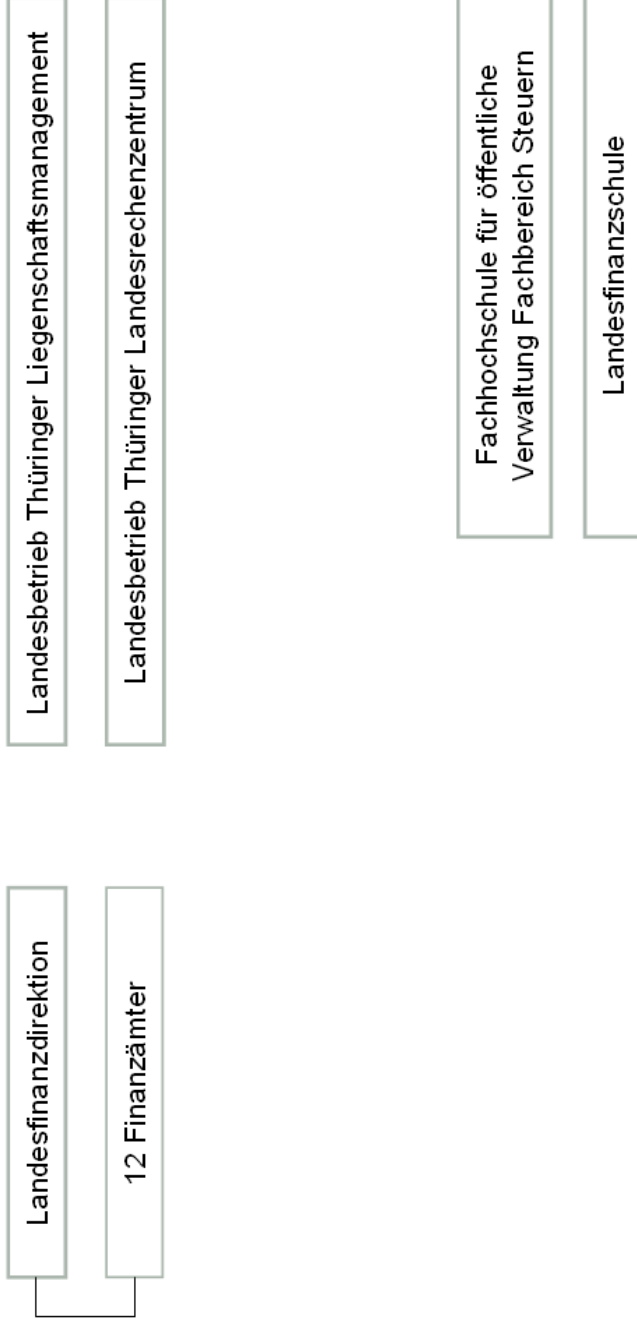 Landesfinanzdirektion
12 Finanzämter
Landesbetrieb Thüringer Liegenschaftsmanagement
Landesbetrieb Thüringer Landesrechenzentrum
Fachhochschule für öffentliche
Verwaltung Fachbereich Steuern
Landesfinanzschule